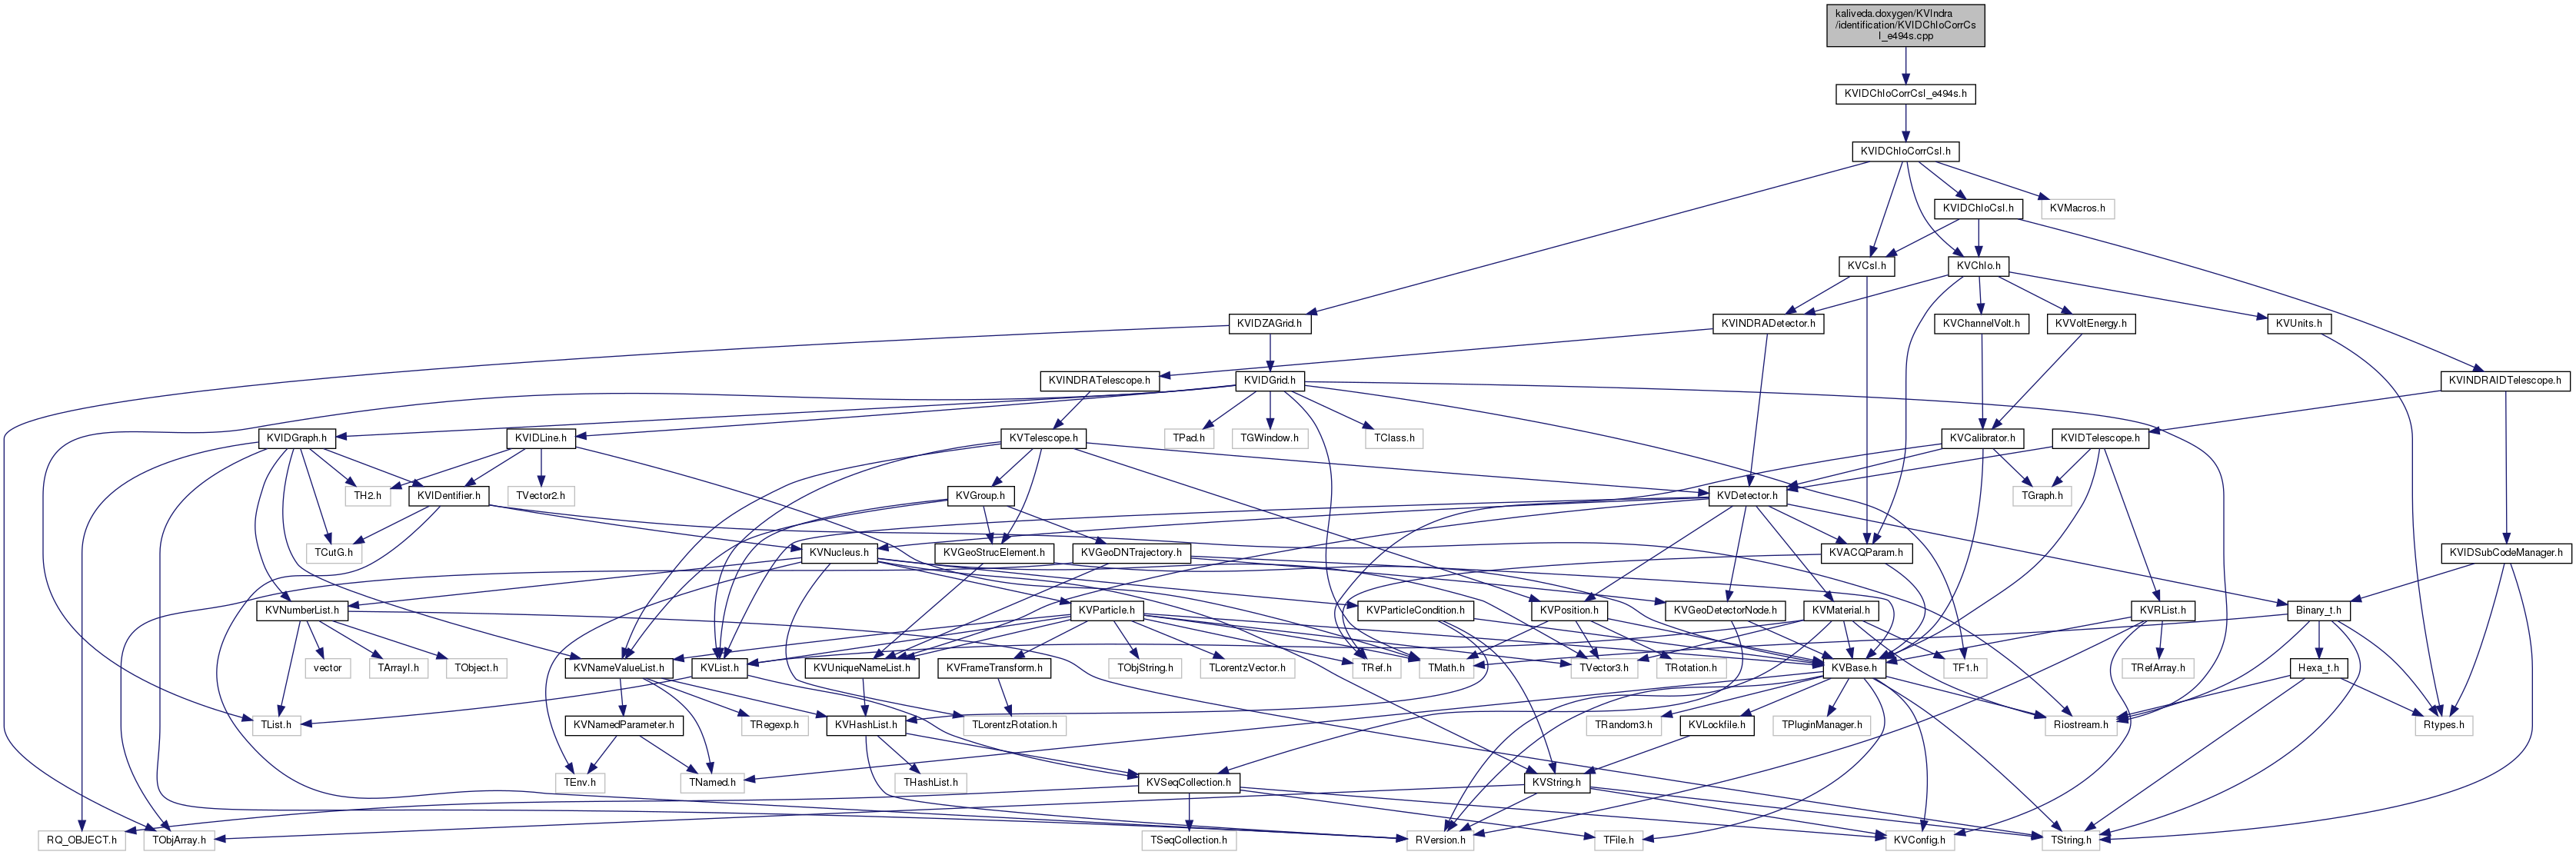 kaliveda.doxygen/KVIndra
/identification/KVIDChIoCorrCs
I_e494s.cpp
KVIDChIoCorrCsI_e494s.h
KVIDChIoCorrCsI.h
KVIDChIoCsI.h
KVMacros.h
KVCsI.h
KVChIo.h
KVIDZAGrid.h
KVINDRADetector.h
KVChannelVolt.h
KVVoltEnergy.h
KVUnits.h
KVINDRATelescope.h
KVIDGrid.h
KVINDRAIDTelescope.h
KVIDGraph.h
KVIDLine.h
KVTelescope.h
TPad.h
TGWindow.h
TClass.h
KVCalibrator.h
KVIDTelescope.h
TH2.h
KVIDentifier.h
TVector2.h
KVGroup.h
KVDetector.h
TGraph.h
TCutG.h
KVNucleus.h
KVGeoStrucElement.h
KVGeoDNTrajectory.h
KVACQParam.h
KVIDSubCodeManager.h
KVNumberList.h
KVParticle.h
KVParticleCondition.h
KVPosition.h
KVGeoDetectorNode.h
KVMaterial.h
KVRList.h
Binary_t.h
vector
TArrayI.h
TObject.h
KVNameValueList.h
KVList.h
KVUniqueNameList.h
KVFrameTransform.h
TObjString.h
TLorentzVector.h
TRef.h
TMath.h
TVector3.h
TRotation.h
KVBase.h
TF1.h
TRefArray.h
Hexa_t.h
TList.h
KVNamedParameter.h
TRegexp.h
KVHashList.h
TLorentzRotation.h
TRandom3.h
KVLockfile.h
TPluginManager.h
Riostream.h
Rtypes.h
TEnv.h
TNamed.h
THashList.h
KVSeqCollection.h
KVString.h
RQ_OBJECT.h
TObjArray.h
TSeqCollection.h
RVersion.h
TFile.h
KVConfig.h
TString.h